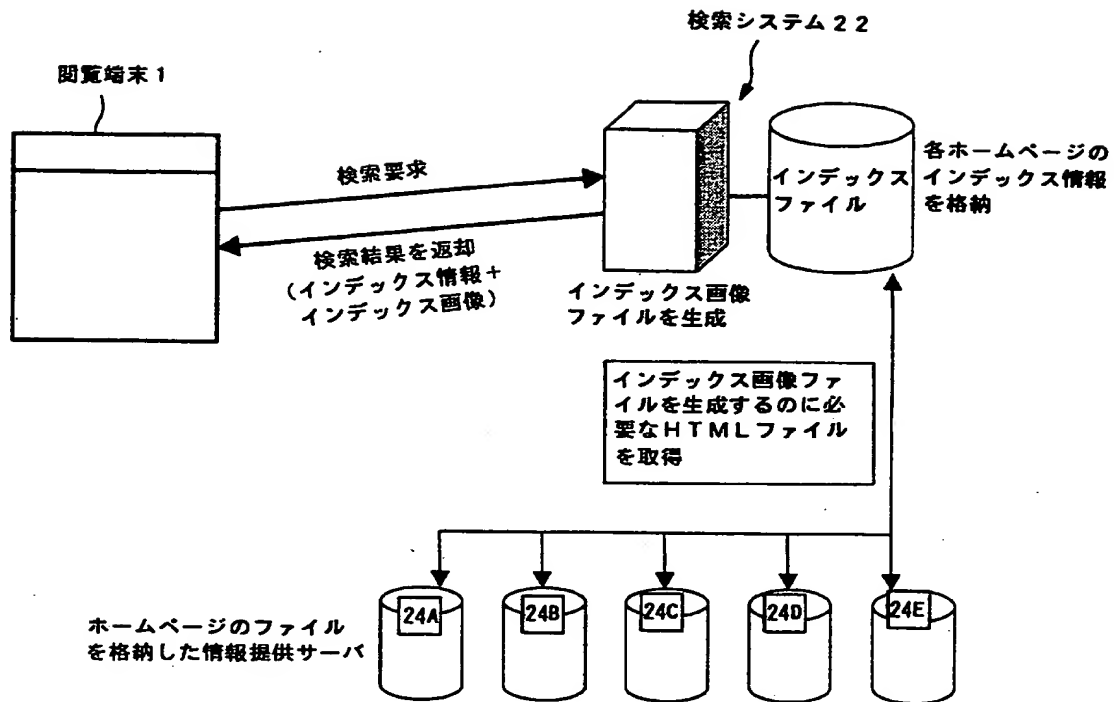 検索システム22
閲覧端末1
検索要求
検索結果を返却
(インデックス情報+
インデックス画像)
インデックス画像
ファイルを生成
インデックス
ファイル
各ホームページの
インデックス情報
を格納
インデックス画像ファ
イルを生成するのに必
要なHTMLファイル
を取得
24A
24B
24C
24D
24E
ホームページのファイル
を格納した情報提供サーバ